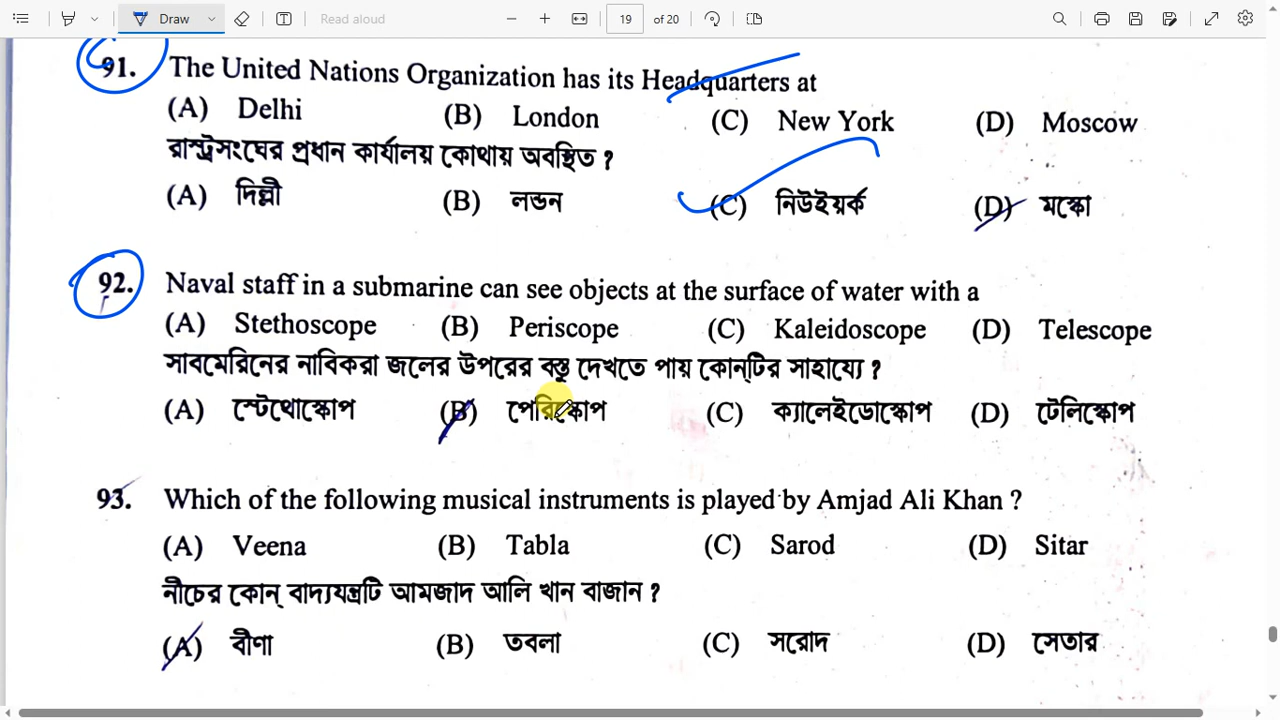 Draw
Read aloud
19
of 20
91. The United Nations Organization has its Headquarters at
(A) Delhi (B) London (C) New York (D) Moscow
রাস্ট্রসংঘের প্রধান কার্যালয় কোথায় অবস্থিত ?
(A) দিল্লী (B) লন্ডন (C) নিউইয়র্ক (D) মস্কো
92. Naval staff in a submarine can see objects at the surface of water with a
(A) Stethoscope (B) Periscope (C) Kaleidoscope (D) Telescope
সাবমেরিনের নাবিকরা জলের উপরের বস্তু দেখতে পায় কোন্‌টির সাহায্যে ?
(A) স্টেথোস্কোপ (B) পেরিস্কোপ (C) ক্যালেইডোস্কোপ (D) টেলিস্কোপ
93. Which of the following musical instruments is played by Amjad Ali Khan ?
(A) Veena (B) Tabla (C) Sarod (D) Sitar
নীচের কোন্ বাদ্যযন্ত্রটি আমজাদ আলি খান বাজান ?
(A) বীণা (B) তবলা (C) সরোদ (D) সেতার